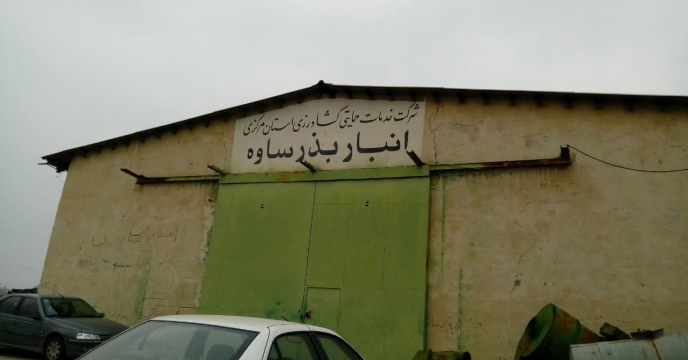 شرکت خدمات حمایتی کشاورزی استان مرکزی
انبار بذر ساوه